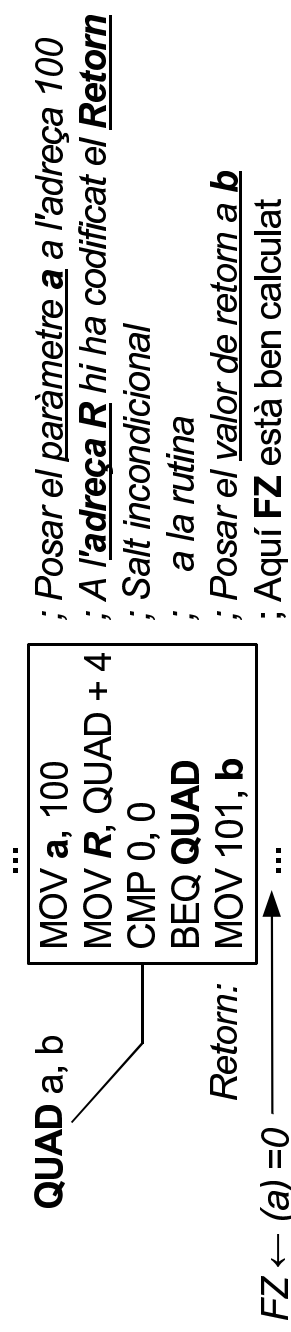 ...
QUAD a, b
MOV a, 100 ; Posar el paràmetre a a l'adreça 100
MOV R, QUAD + 4 ; A l'adreça R hi ha codificat el Retorn
CMP 0, 0 ; Salt incondicional
BEQ QUAD ; a la rutina
Retorn: MOV 101, b ; Posar el valor de retorn a b
FZ ← (a) =0 ... ; Aquí FZ està ben calculat